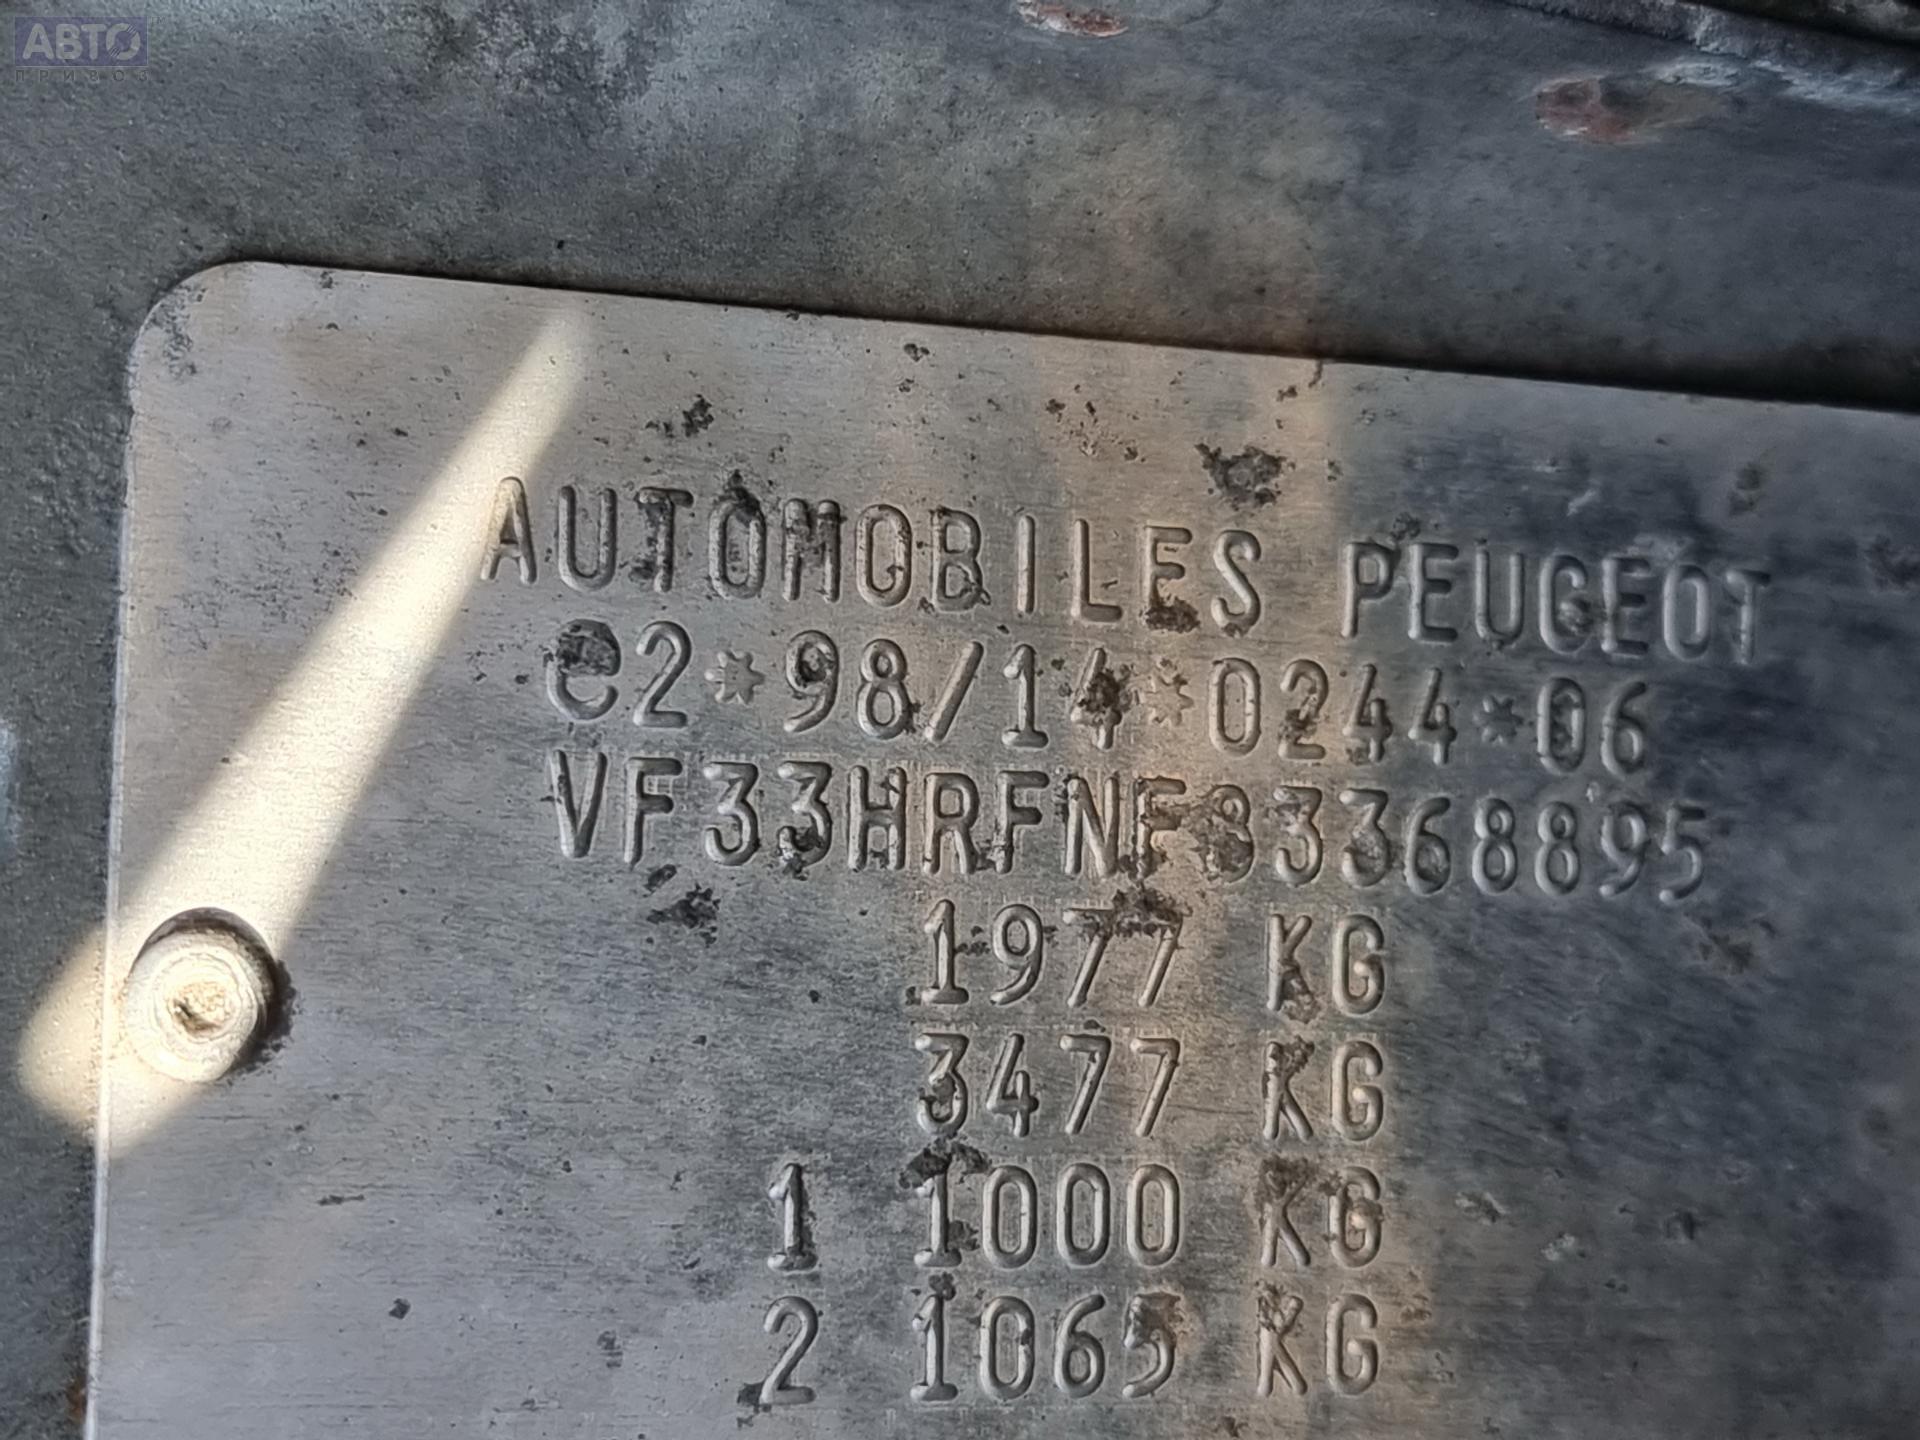 АВТО
ПРИВОЗ
AUTOMOBILES PEUGEOT
e2*98/14*0244*06
VF33HRFNF83368895
1977 KG
3477 KG
1 1000 KG
2 1065 KG